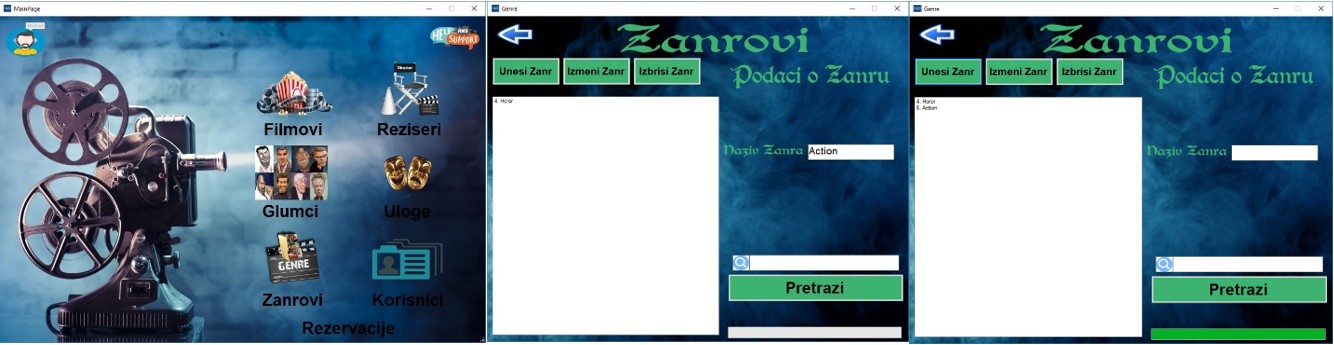 MainPage
HELP AND SUPPORT
Director
Filmovi
Reziseri
Glumci
Uloge
GENRE
Zanrovi
Korisnici
Rezervacije
Genre
Zanrovi
Unesi Zanr
Izmeni Zanr
Izbrisi Zanr
Podaci o Zanru
4. Horor
Naziv Zanra
Action
Pretrazi
Genre
Zanrovi
Unesi Zanr
Izmeni Zanr
Izbrisi Zanr
Podaci o Zanru
4. Horor
6. Action
Naziv Zanra
Pretrazi